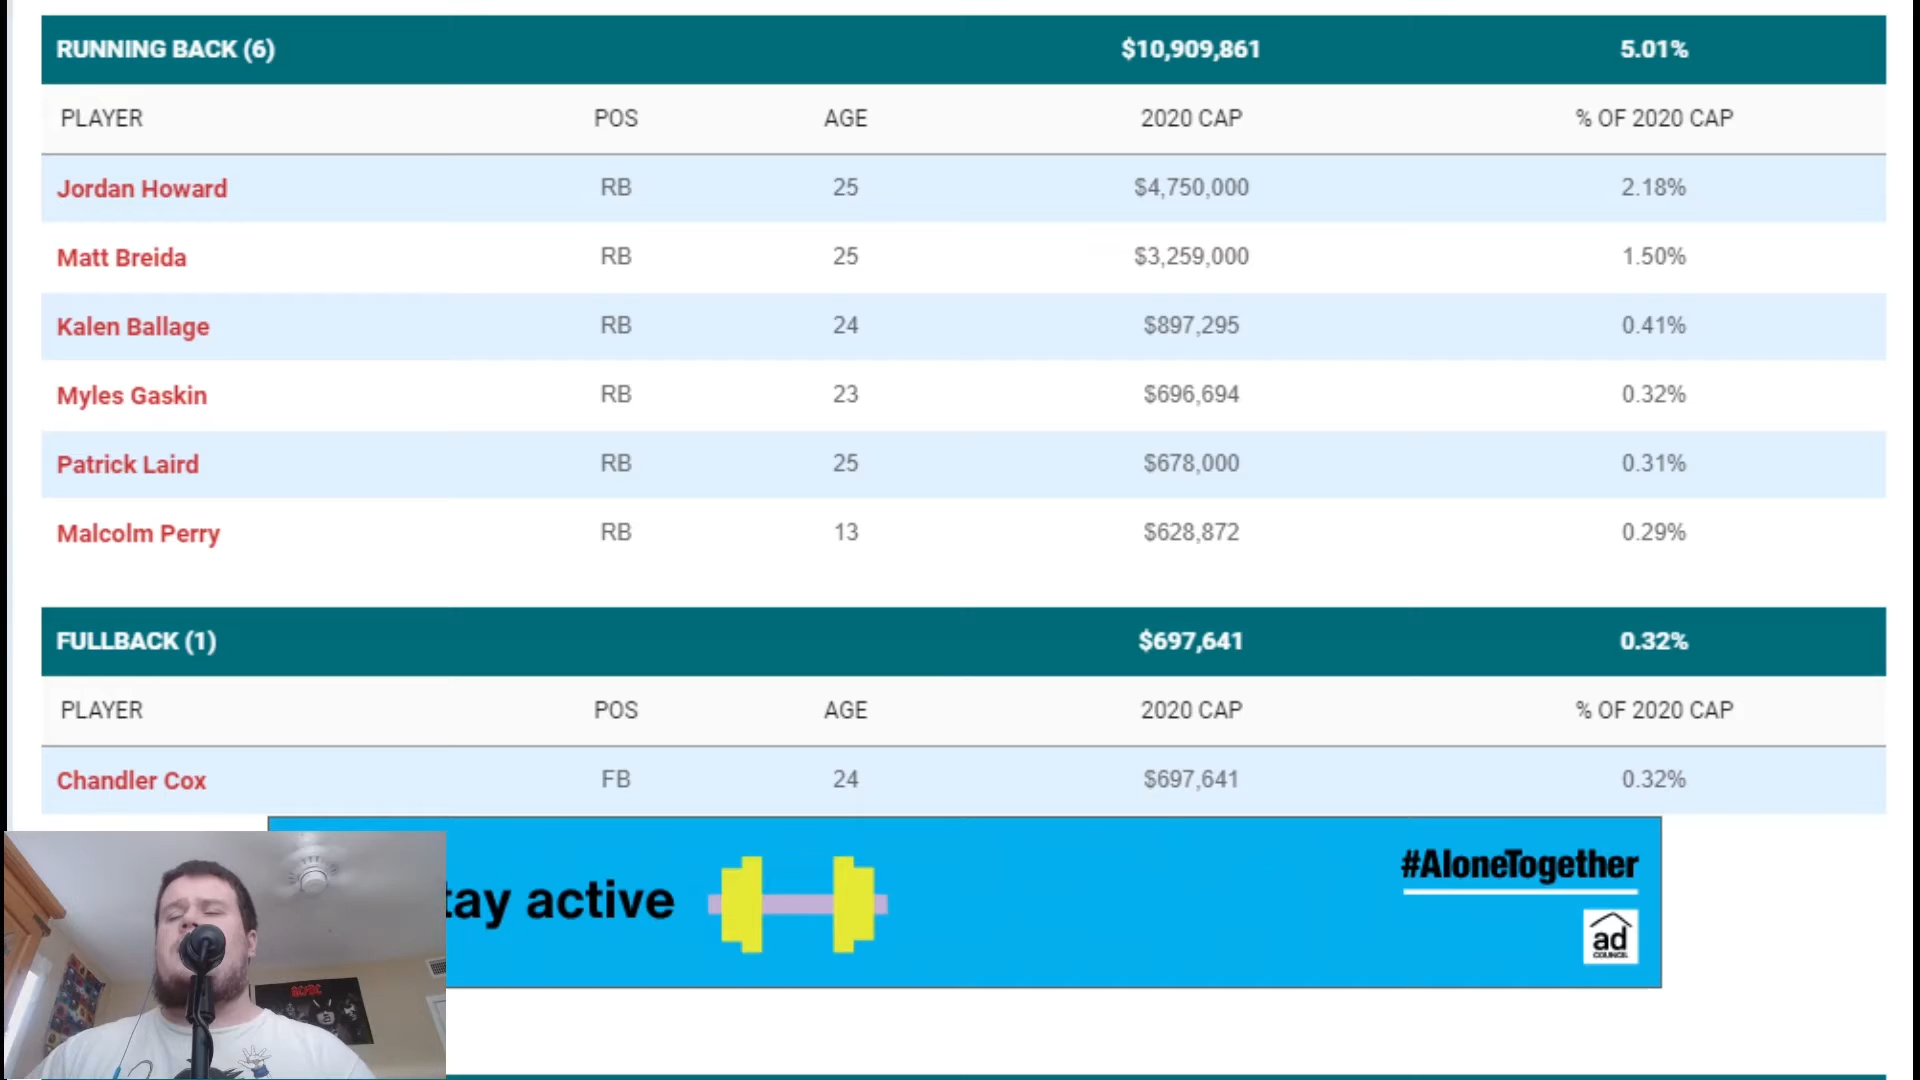 RUNNING BACK (6) $10,909,861 5.01%
PLAYER POS AGE 2020 CAP % OF 2020 CAP
Jordan Howard RB 25 $4,750,000 2.18%
Matt Breida RB 25 $3,259,000 1.50%
Kalen Ballage RB 24 $897,295 0.41%
Myles Gaskin RB 23 $696,694 0.32%
Patrick Laird RB 25 $678,000 0.31%
Malcolm Perry RB 13 $628,872 0.29%
FULLBACK (1) $697,641 0.32%
PLAYER POS AGE 2020 CAP % OF 2020 CAP
Chandler Cox FB 24 $697,641 0.32%
tay active
#AloneTogether
ad
COUNCIL
AC/DC